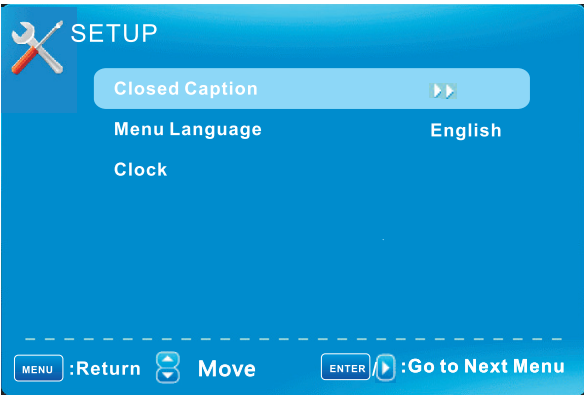 SETUP
Closed Caption
Menu Language English
Clock
MENU :Return Move ENTER / :Go to Next Menu